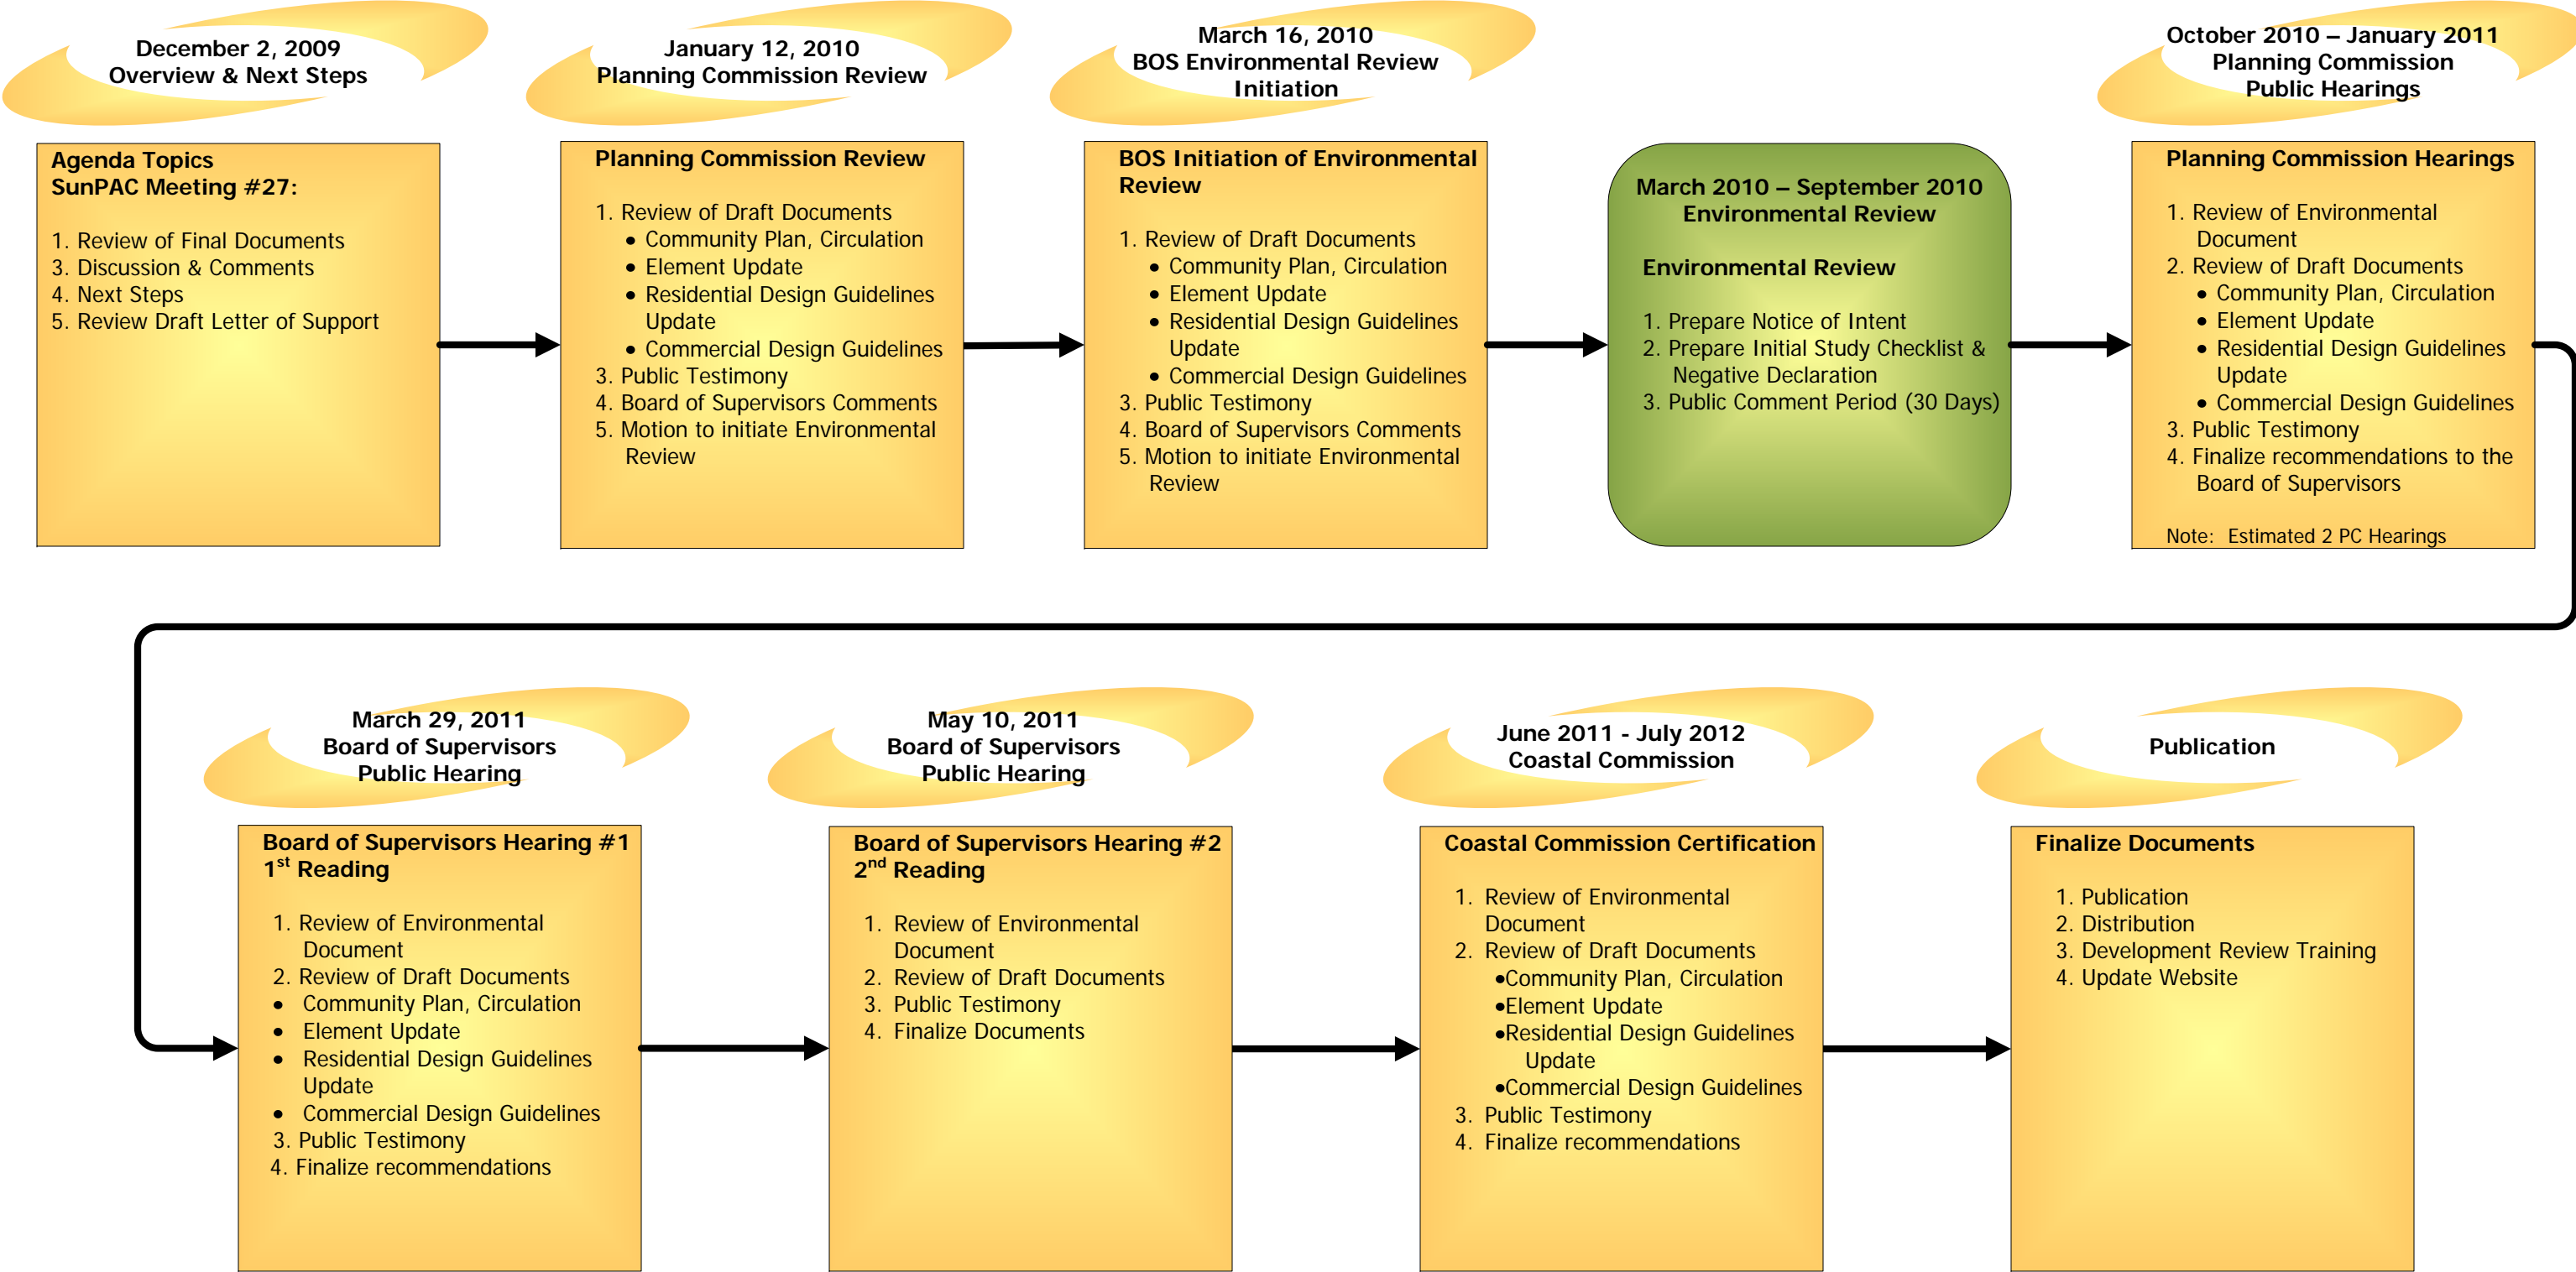 December 2, 2009
Overview & Next Steps
Agenda Topics
SunPAC Meeting #27:
1. Review of Final Documents
3. Discussion & Comments
4. Next Steps
5. Review Draft Letter of Support
January 12, 2010
Planning Commission Review
Planning Commission Review
1. Review of Draft Documents
• Community Plan, Circulation
• Element Update
• Residential Design Guidelines
Update
• Commercial Design Guidelines
3. Public Testimony
4. Board of Supervisors Comments
5. Motion to initiate Environmental
Review
March 16, 2010
BOS Environmental Review
Initiation
BOS Initiation of Environmental
Review
1. Review of Draft Documents
• Community Plan, Circulation
• Element Update
• Residential Design Guidelines
Update
• Commercial Design Guidelines
3. Public Testimony
4. Board of Supervisors Comments
5. Motion to initiate Environmental
Review
March 2010 – September 2010
Environmental Review
Environmental Review
1. Prepare Notice of Intent
2. Prepare Initial Study Checklist &
Negative Declaration
3. Public Comment Period (30 Days)
October 2010 – January 2011
Planning Commission
Public Hearings
Planning Commission Hearings
1. Review of Environmental
Document
2. Review of Draft Documents
• Community Plan, Circulation
• Element Update
• Residential Design Guidelines
Update
• Commercial Design Guidelines
3. Public Testimony
4. Finalize recommendations to the
Board of Supervisors
Note: Estimated 2 PC Hearings
March 29, 2011
Board of Supervisors
Public Hearing
Board of Supervisors Hearing #1
1st Reading
1. Review of Environmental
Document
2. Review of Draft Documents
• Community Plan, Circulation
• Element Update
• Residential Design Guidelines
Update
• Commercial Design Guidelines
3. Public Testimony
4. Finalize recommendations
May 10, 2011
Board of Supervisors
Public Hearing
Board of Supervisors Hearing #2
2nd Reading
1. Review of Environmental
Document
2. Review of Draft Documents
3. Public Testimony
4. Finalize Documents
June 2011 - July 2012
Coastal Commission
Coastal Commission Certification
1. Review of Environmental
Document
2. Review of Draft Documents
•Community Plan, Circulation
•Element Update
•Residential Design Guidelines
Update
•Commercial Design Guidelines
3. Public Testimony
4. Finalize recommendations
Publication
Finalize Documents
1. Publication
2. Distribution
3. Development Review Training
4. Update Website